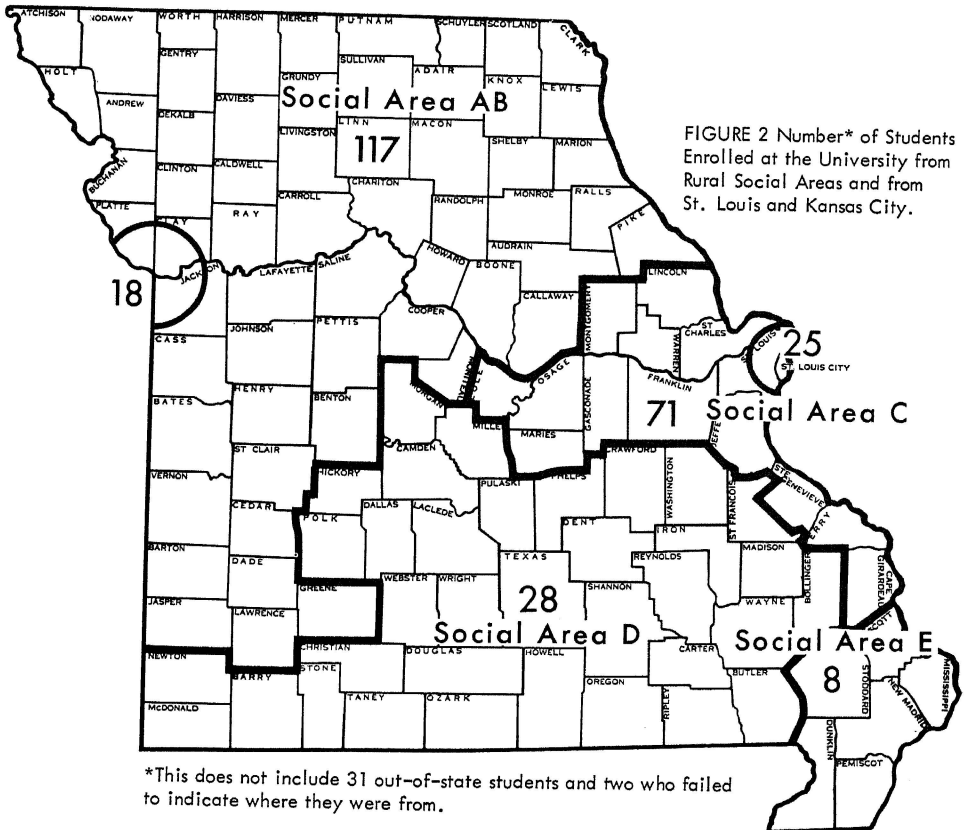 ATCHISON NODAWAY WORTH HARRISON MERCER PUTNAM SCHUYLER SCOTLAND CLARK
HOLT GENTRY SULLIVAN ADAIR
GRUNDY KNOX LEWIS
ANDREW DAVIESS Social Area AB
DEKALB LINN MACON
LIVINGSTON 117 SHELBY MARION
FIGURE 2 Number* of Students
Enrolled at the University from
Rural Social Areas and from
St. Louis and Kansas City.
BUCHANAN CLINTON CALDWELL
CHARITON
PLATTE CLAY RAY CARROLL RANDOLPH MONROE RALLS
PIKE
AUDRAIN
18 JACKSON LAFAYETTE SALINE HOWARD BOONE LINCOLN
CALLAWAY MONTGOMERY
COOPER
JOHNSON PETTIS WARREN ST CHARLES
CASS ST LOUIS 25
ST. LOUIS CITY
MONITEAU COLE OSAGE GASCONADE FRANKLIN
HENRY BENTON MORGAN
BATES 71 Social Area C
MILLER MARIES JEFFE
ST CLAIR CAMDEN
HICKORY CRAWFORD
VERNON PULASKI PHELPS WASHINGTON ST FRANCOIS STE GENEVIEVE
CEDAR POLK DALLAS LACLEDE
DENT IRON PERRY
BARTON DADE TEXAS REYNOLDS MADISON BOLLINGER CAPE GIRARDEAU
WEBSTER WRIGHT
GREENE SHANNON
JASPER LAWRENCE 28 WAYNE SCOTT
Social Area D Social Area E
CHRISTIAN DOUGLAS HOWELL CARTER
NEWTON BARRY STONE OREGON BUTLER 8 STODDARD MISSISSIPPI
McDONALD TANEY OZARK RIPLEY NEW MADRID
DUNKLIN
PEMISCOT
*This does not include 31 out-of-state students and two who failed
to indicate where they were from.